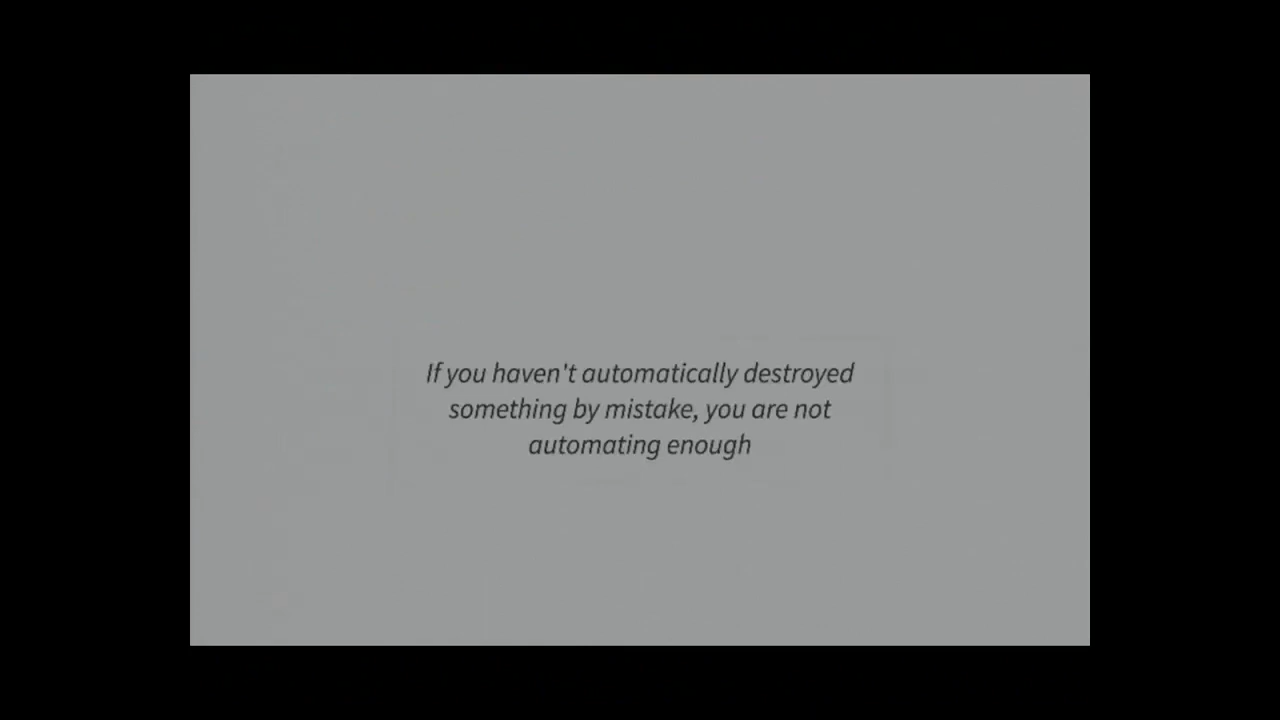 If you haven't automatically destroyed
something by mistake, you are not
automating enough